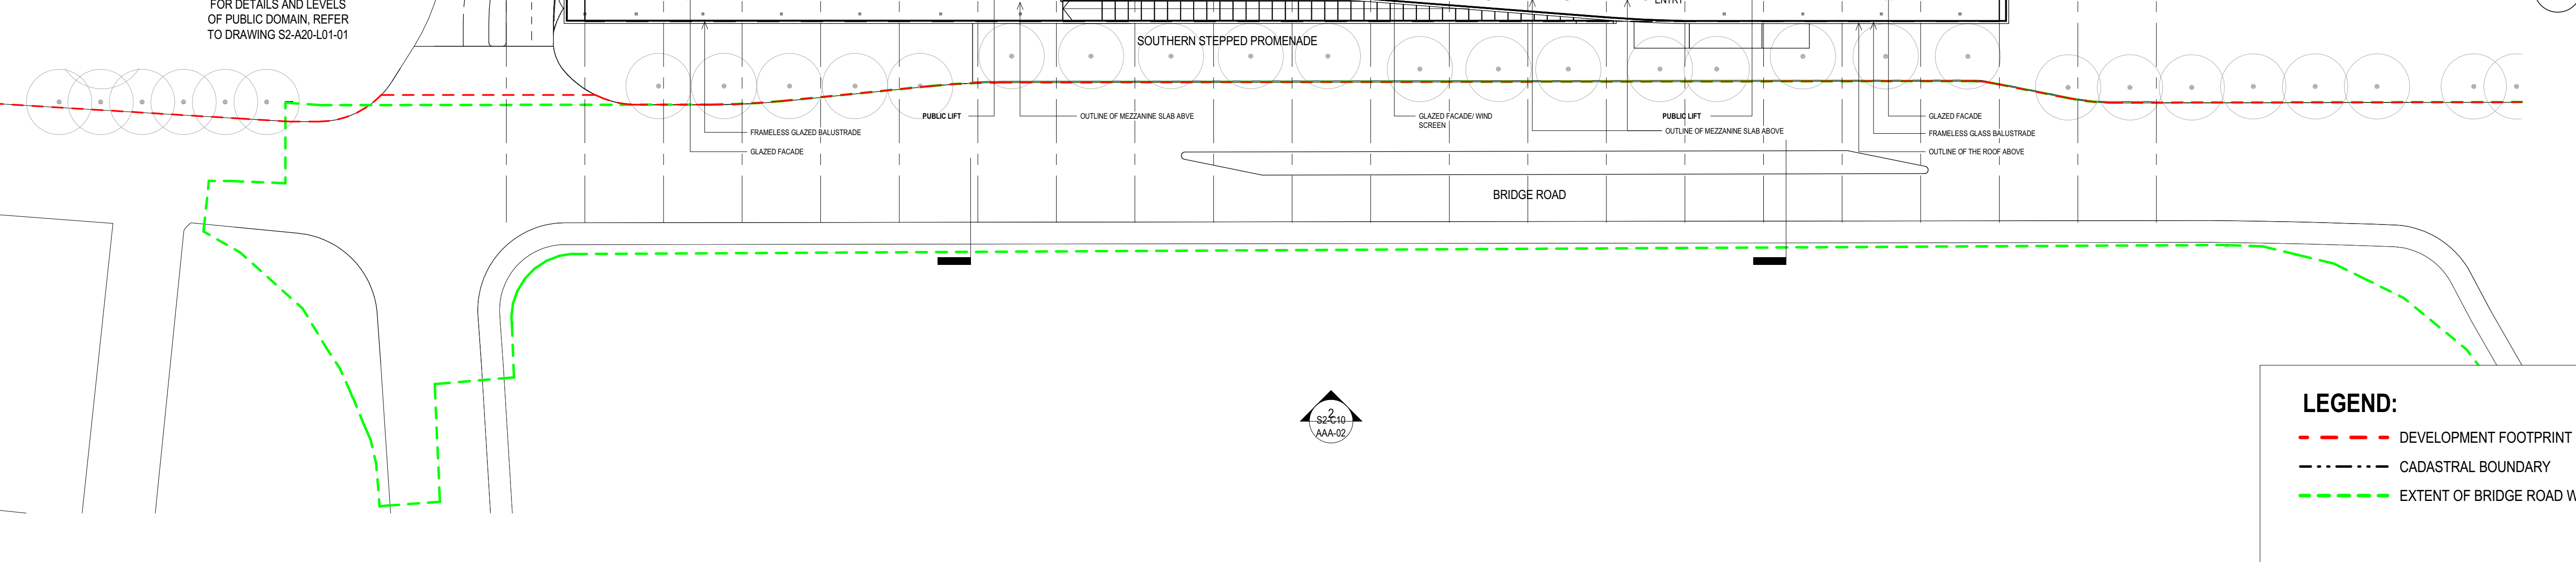 FOR DETAILS AND LEVELS
OF PUBLIC DOMAIN, REFER
TO DRAWING S2-A20-L01-01
ENTRY
SOUTHERN STEPPED PROMENADE
PUBLIC LIFT
OUTLINE OF MEZZANINE SLAB ABVE
GLAZED FACADE/ WIND
SCREEN
PUBLIC LIFT
OUTLINE OF MEZZANINE SLAB ABOVE
GLAZED FACADE
FRAMELESS GLASS BALUSTRADE
OUTLINE OF THE ROOF ABOVE
FRAMELESS GLAZED BALUSTRADE
GLAZED FACADE
BRIDGE ROAD
2
S2-C10
AAA-02
LEGEND:
DEVELOPMENT FOOTPRINT
CADASTRAL BOUNDARY
EXTENT OF BRIDGE ROAD W